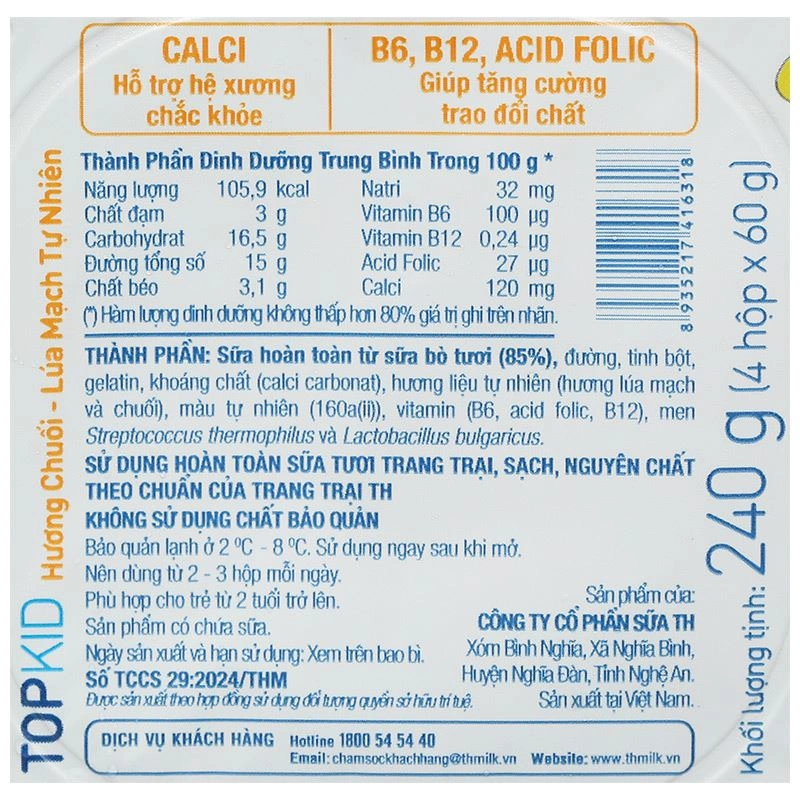 CALCI
Hỗ trợ hệ xương
chắc khỏe
B6, B12, ACID FOLIC
Giúp tăng cường
trao đổi chất
Thành Phần Dinh Dưỡng Trung Bình Trong 100 g *
Năng lượng 105,9 kcal Natri 32 mg
Chất đạm 3 g Vitamin B6 100 µg
Carbohydrat 16,5 g Vitamin B12 0,24 µg
Đường tổng số 15 g Acid Folic 27 µg
Chất béo 3,1 g Calci 120 mg
(*) Hàm lượng dinh dưỡng không thấp hơn 80% giá trị ghi trên nhãn.
8 935217 416318
THÀNH PHẦN: Sữa hoàn toàn từ sữa bò tươi (85%), đường, tinh bột,
gelatin, khoáng chất (calci carbonat), hương liệu tự nhiên (hương lúa mạch
và chuối), màu tự nhiên (160a(ii)), vitamin (B6, acid folic, B12), men
Streptococcus thermophilus và Lactobacillus bulgaricus.
SỬ DỤNG HOÀN TOÀN SỮA TƯƠI TRANG TRẠI, SẠCH, NGUYÊN CHẤT
THEO CHUẨN CỦA TRANG TRẠI TH
KHÔNG SỬ DỤNG CHẤT BẢO QUẢN
Bảo quản lạnh ở 2 ºC - 8 ºC. Sử dụng ngay sau khi mở.
Nên dùng từ 2 - 3 hộp mỗi ngày.
Phù hợp cho trẻ từ 2 tuổi trở lên.
Sản phẩm có chứa sữa.
Ngày sản xuất và hạn sử dụng: Xem trên bao bì.
Số TCCS 29:2024/THM
Được sản xuất theo hợp đồng sử dụng đối tượng quyền sở hữu trí tuệ.
Sản phẩm của:
CÔNG TY CỔ PHẦN SỮA TH
Xóm Bình Nghĩa, Xã Nghĩa Bình,
Huyện Nghĩa Đàn, Tỉnh Nghệ An.
Sản xuất tại Việt Nam.
DỊCH VỤ KHÁCH HÀNG Hotline 1800 54 54 40
Email: chamsockhachhang@thmilk.vn Website: www.thmilk.vn
TOPKID Hương Chuối - Lúa Mạch Tự Nhiên
Khối lượng tịnh: 240 g (4 hộp x 60 g)